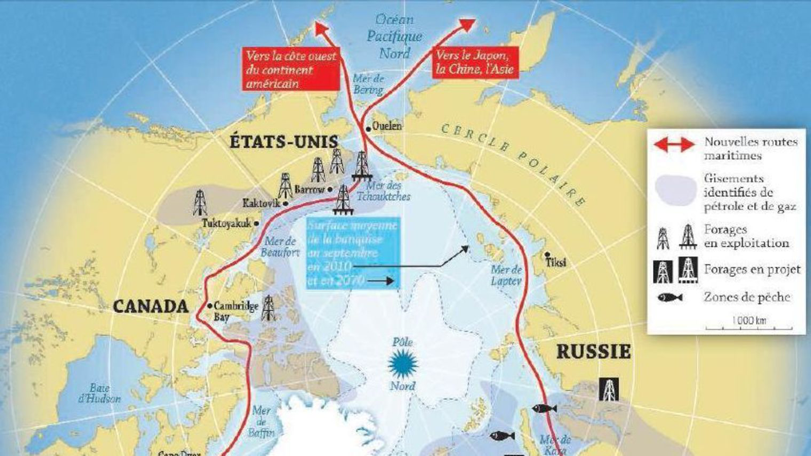 Océan
Pacifique
Nord
Vers la côte ouest
du continent
américain
Vers le Japon,
la Chine, l'Asie
Mer de
Bering
Ouelen
CERCLE POLAIRE
ÉTATS-UNIS
Barrow
Kaktovik
Tuktoyakuk
Mer des
Tchouktches
Mer de
Beaufort
Surface moyenne
de la banquise
en septembre
en 2010
et en 2070
Mer de
Laptev
Tiksi
CANADA
Cambridge
Bay
Pôle
Nord
RUSSIE
Baie
d'Hudson
Mer
de
Baffin
Mer de
Kara
Nouvelles routes
maritimes
Gisements
identifiés de
pétrole et de gaz
Forages
en exploitation
Forages en projet
Zones de pêche
1 000 km